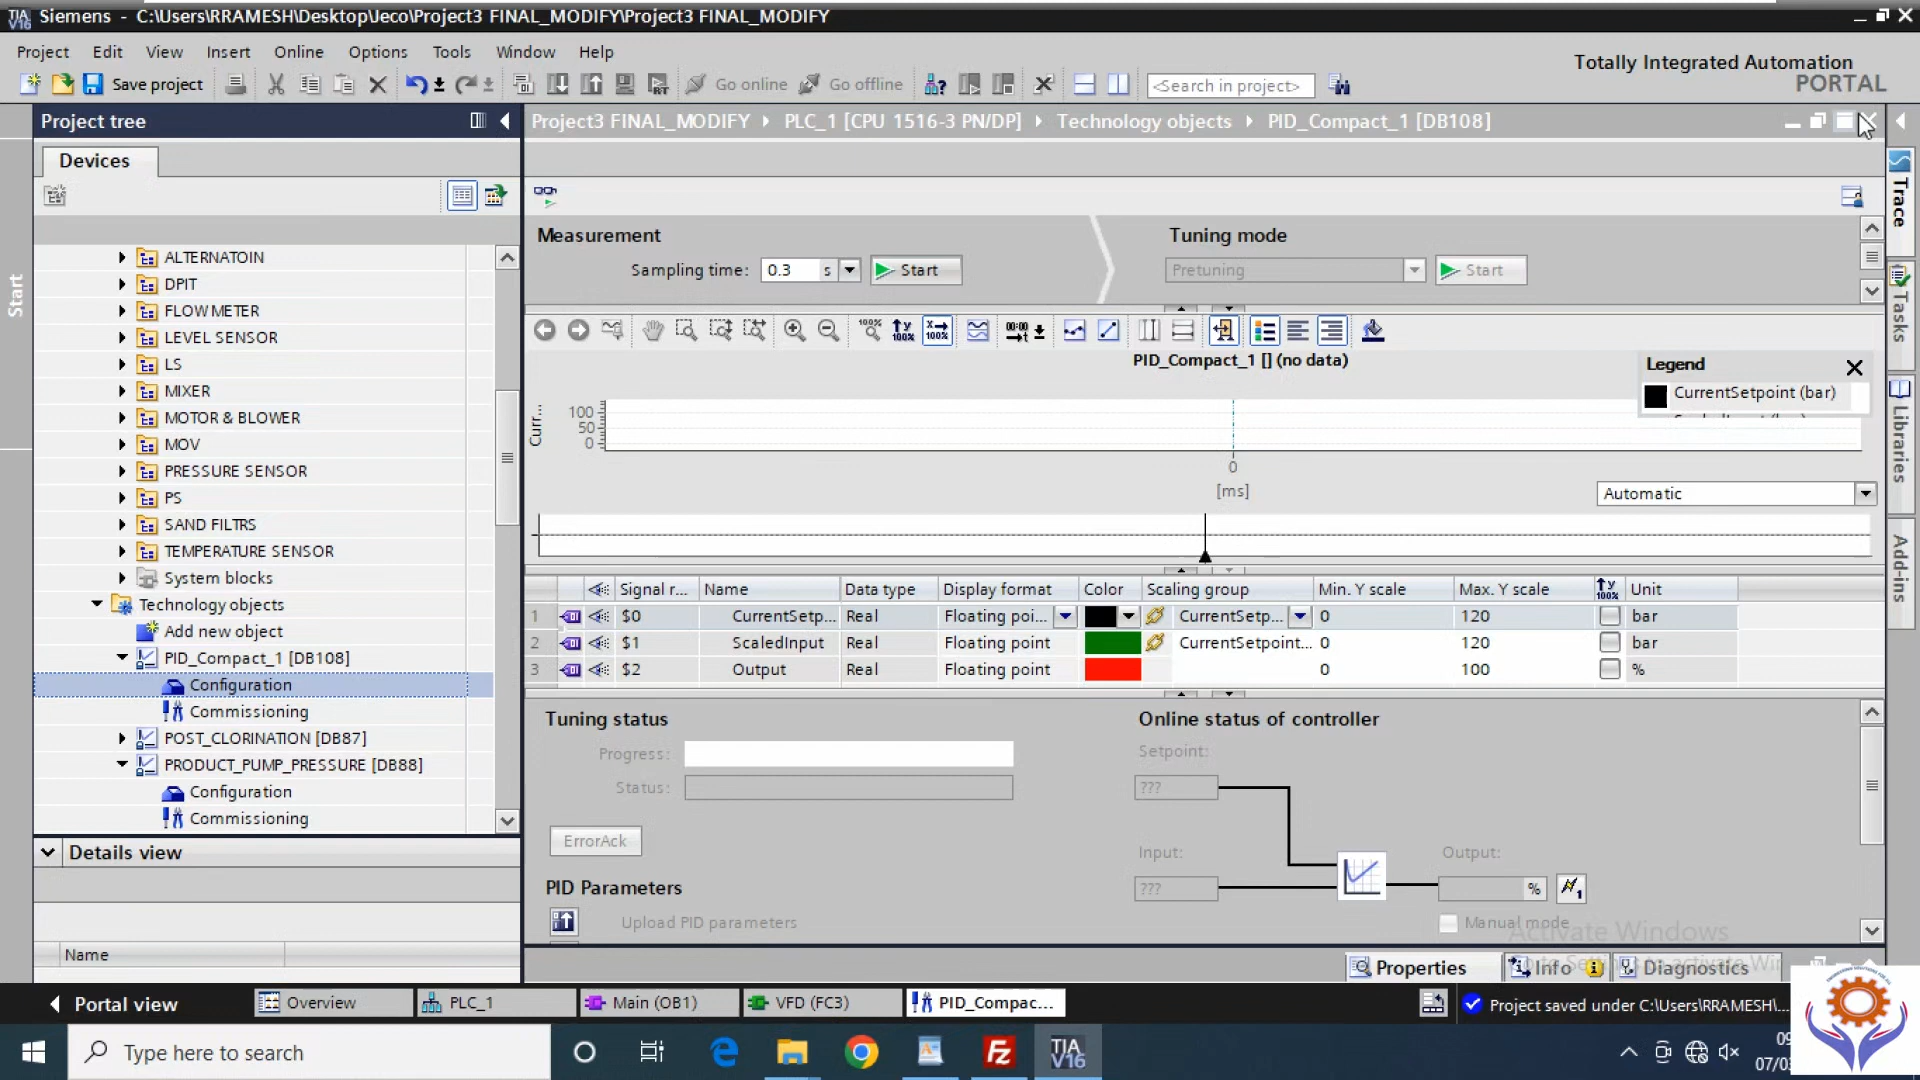 Siemens - C:\Users\RRAMESH\Desktop\Jeco\Project3 FINAL_MODIFY\Project3 FINAL_MODIFY
Project Edit View Insert Online Options Tools Window Help
Totally Integrated Automation
PORTAL
Save project
Go online
Go offline
<Search in project>
Project tree
Project3 FINAL_MODIFY
PLC_1 [CPU 1516-3 PN/DP]
Technology objects
PID_Compact_1 [DB108]
Devices
Start
ALTERNATOIN
DPIT
FLOW METER
LEVEL SENSOR
LS
MIXER
MOTOR & BLOWER
MOV
PRESSURE SENSOR
PS
SAND FILTRS
TEMPERATURE SENSOR
System blocks
Technology objects
Add new object
PID_Compact_1 [DB108]
Configuration
Commissioning
POST_CLORINATION [DB87]
PRODUCT_PUMP_PRESSURE [DB88]
Configuration
Commissioning
Details view
Name
Measurement
Sampling time: 0.3 s Start
Tuning mode
Pretuning Start
PID_Compact_1 [] (no data)
Legend
CurrentSetpoint (bar)
Curr...
100
50
0
0
[ms]
Automatic
Signal r... Name Data type Display format Color Scaling group Min. Y scale Max. Y scale Unit
1 $0 CurrentSetp... Real Floating poi... CurrentSetp... 0 120 bar
2 $1 ScaledInput Real Floating point CurrentSetpoint... 0 120 bar
3 $2 Output Real Floating point 0 100 %
Tuning status
Progress:
Status:
ErrorAck
PID Parameters
Upload PID parameters
Online status of controller
Setpoint:
???
Input:
???
Output:
%
Manual mode
Activate Windows
Properties
Info
Diagnostics
Trace
Tasks
Libraries
Add-ins
Portal view
Overview
PLC_1
Main (OB1)
VFD (FC3)
PID_Compac...
Project saved under C:\Users\RRAMESH\...
Type here to search
TIA
V16